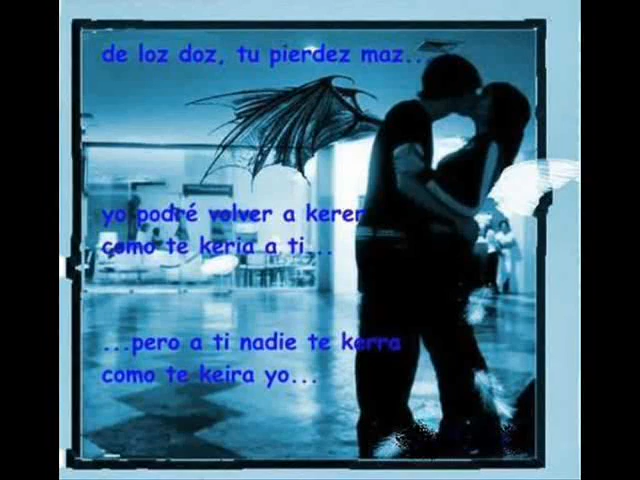 de loz doz, tu pierdez maz..
yo podré volver a kerer
como te keria a ti...
...pero a ti nadie te kerra
como te keira yo...